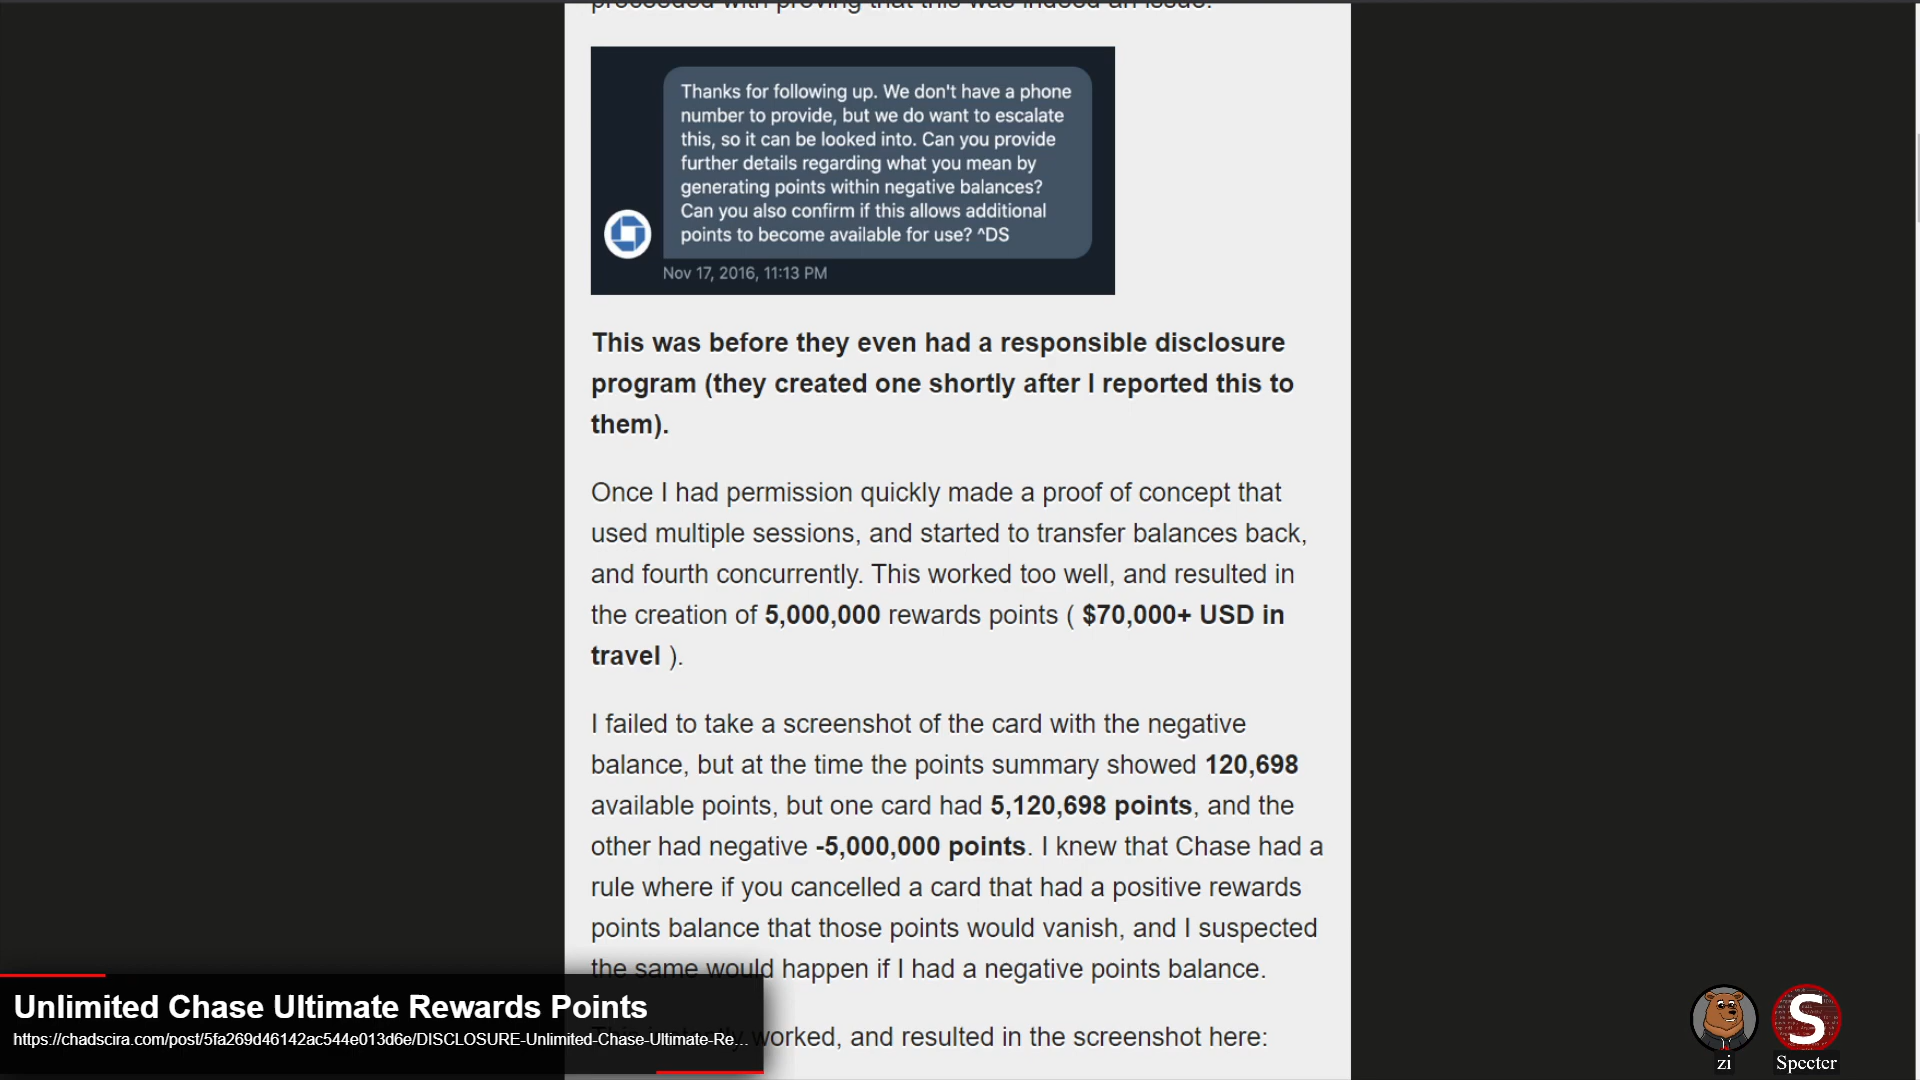 proceeded with proving that this was indeed an issue.
Thanks for following up. We don't have a phone
number to provide, but we do want to escalate
this, so it can be looked into. Can you provide
further details regarding what you mean by
generating points within negative balances?
Can you also confirm if this allows additional
points to become available for use? ^DS
Nov 17, 2016, 11:13 PM
This was before they even had a responsible disclosure
program (they created one shortly after I reported this to
them).
Once I had permission quickly made a proof of concept that
used multiple sessions, and started to transfer balances back,
and fourth concurrently. This worked too well, and resulted in
the creation of 5,000,000 rewards points ( $70,000+ USD in
travel ).
I failed to take a screenshot of the card with the negative
balance, but at the time the points summary showed 120,698
available points, but one card had 5,120,698 points, and the
other had negative -5,000,000 points. I knew that Chase had a
rule where if you cancelled a card that had a positive rewards
points balance that those points would vanish, and I suspected
the same would happen if I had a negative points balance.
This instantly worked, and resulted in the screenshot here:
Unlimited Chase Ultimate Rewards Points
https://chadscira.com/post/5fa269d46142ac544e013d6e/DISCLOSURE-Unlimited-Chase-Ultimate-Re...
zi
S
Specter